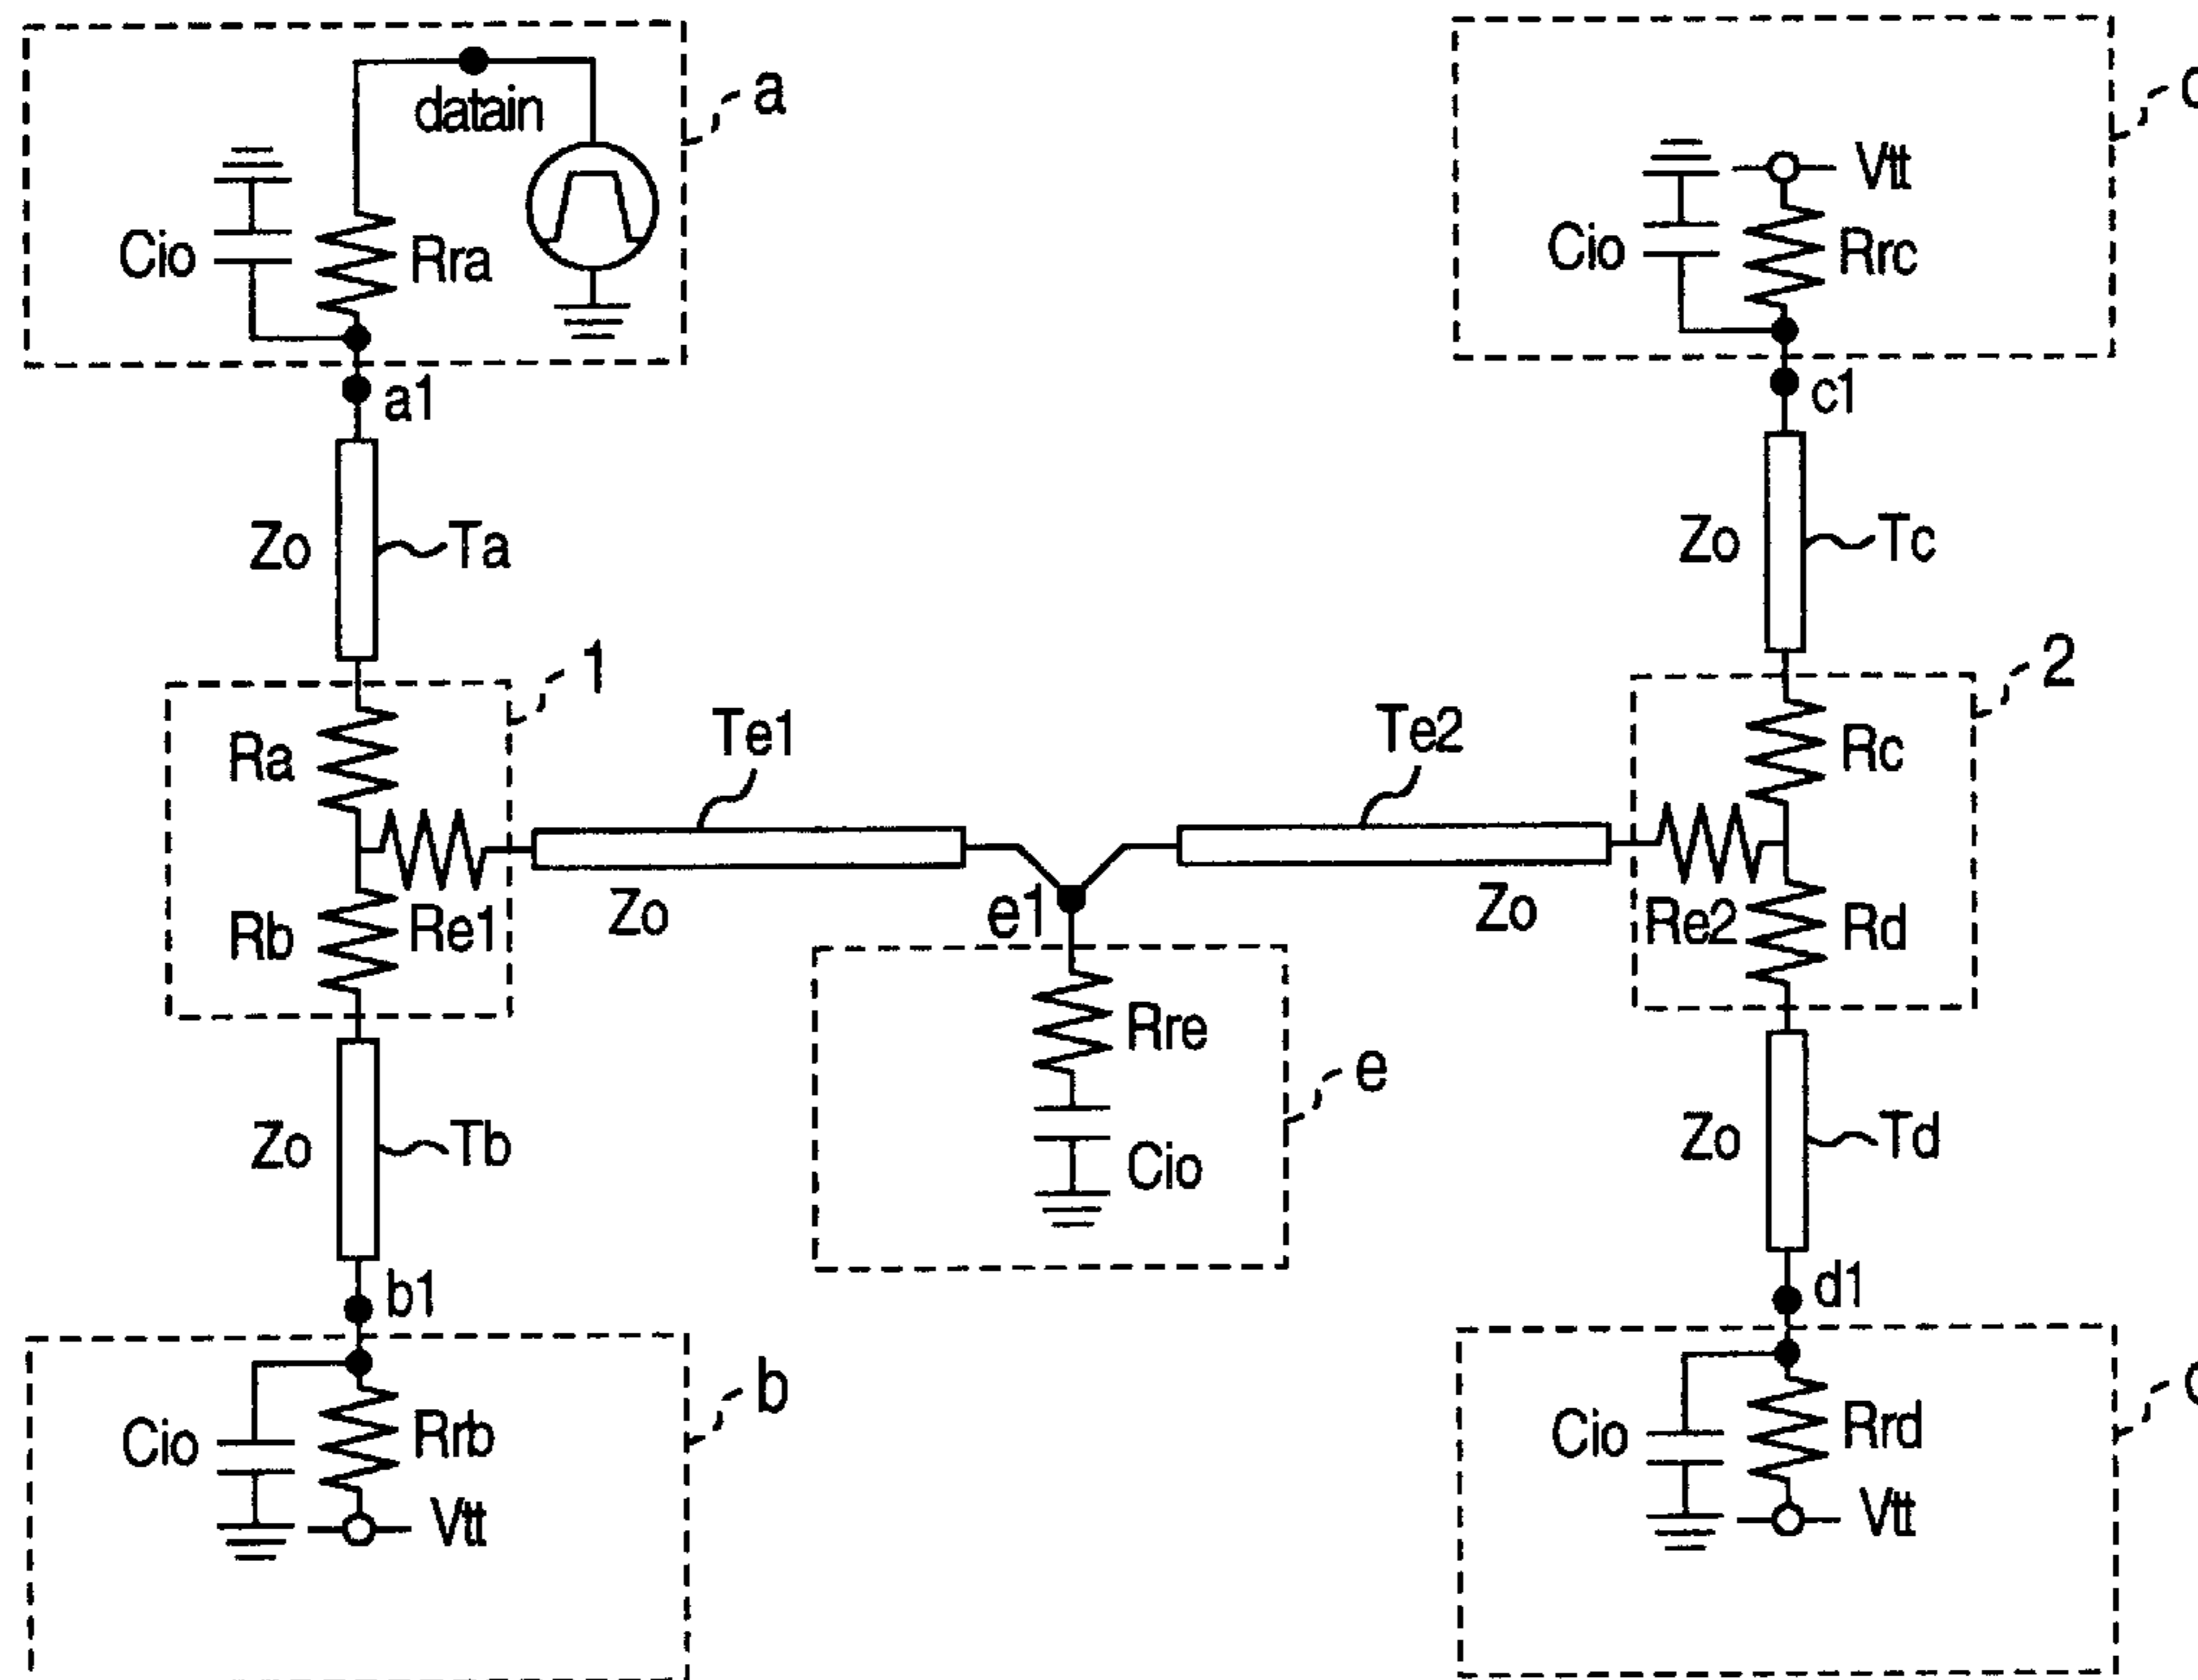 datain
a
Cio
Rra
a1
Zo
Ta
1
Ra
Rb
Re1
Te1
Zo
Zo
Tb
b1
b
Cio
Rrb
Vtt
e1
Rre
Cio
e
Te2
Zo
Vtt
Cio
Rrc
c1
Zo
Tc
2
Rc
Re2
Rd
Zo
Td
d1
Cio
Rrd
Vtt